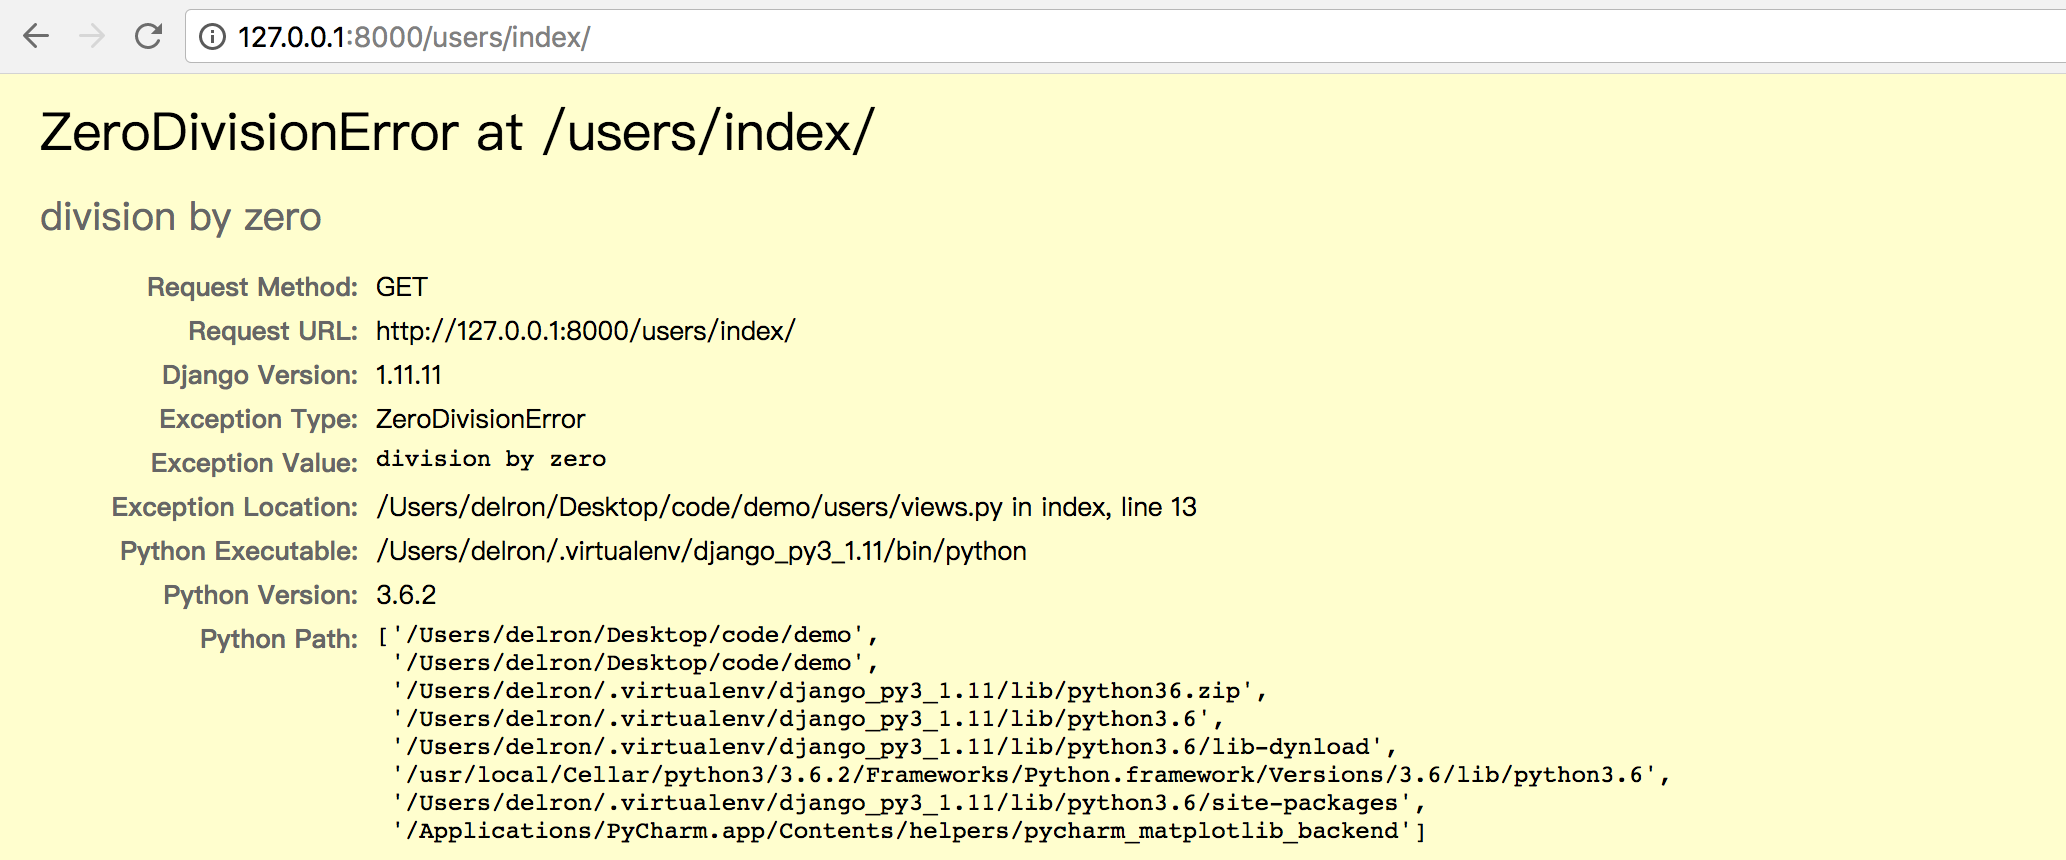 127.0.0.1:8000/users/index/
ZeroDivisionError at /users/index/
division by zero
Request Method: GET
Request URL: http://127.0.0.1:8000/users/index/
Django Version: 1.11.11
Exception Type: ZeroDivisionError
Exception Value: division by zero
Exception Location: /Users/delron/Desktop/code/demo/users/views.py in index, line 13
Python Executable: /Users/delron/.virtualenv/django_py3_1.11/bin/python
Python Version: 3.6.2
Python Path: ['/Users/delron/Desktop/code/demo',
'/Users/delron/Desktop/code/demo',
'/Users/delron/.virtualenv/django_py3_1.11/lib/python36.zip',
'/Users/delron/.virtualenv/django_py3_1.11/lib/python3.6',
'/Users/delron/.virtualenv/django_py3_1.11/lib/python3.6/lib-dynload',
'/usr/local/Cellar/python3/3.6.2/Frameworks/Python.framework/Versions/3.6/lib/python3.6',
'/Users/delron/.virtualenv/django_py3_1.11/lib/python3.6/site-packages',
'/Applications/PyCharm.app/Contents/helpers/pycharm_matplotlib_backend']